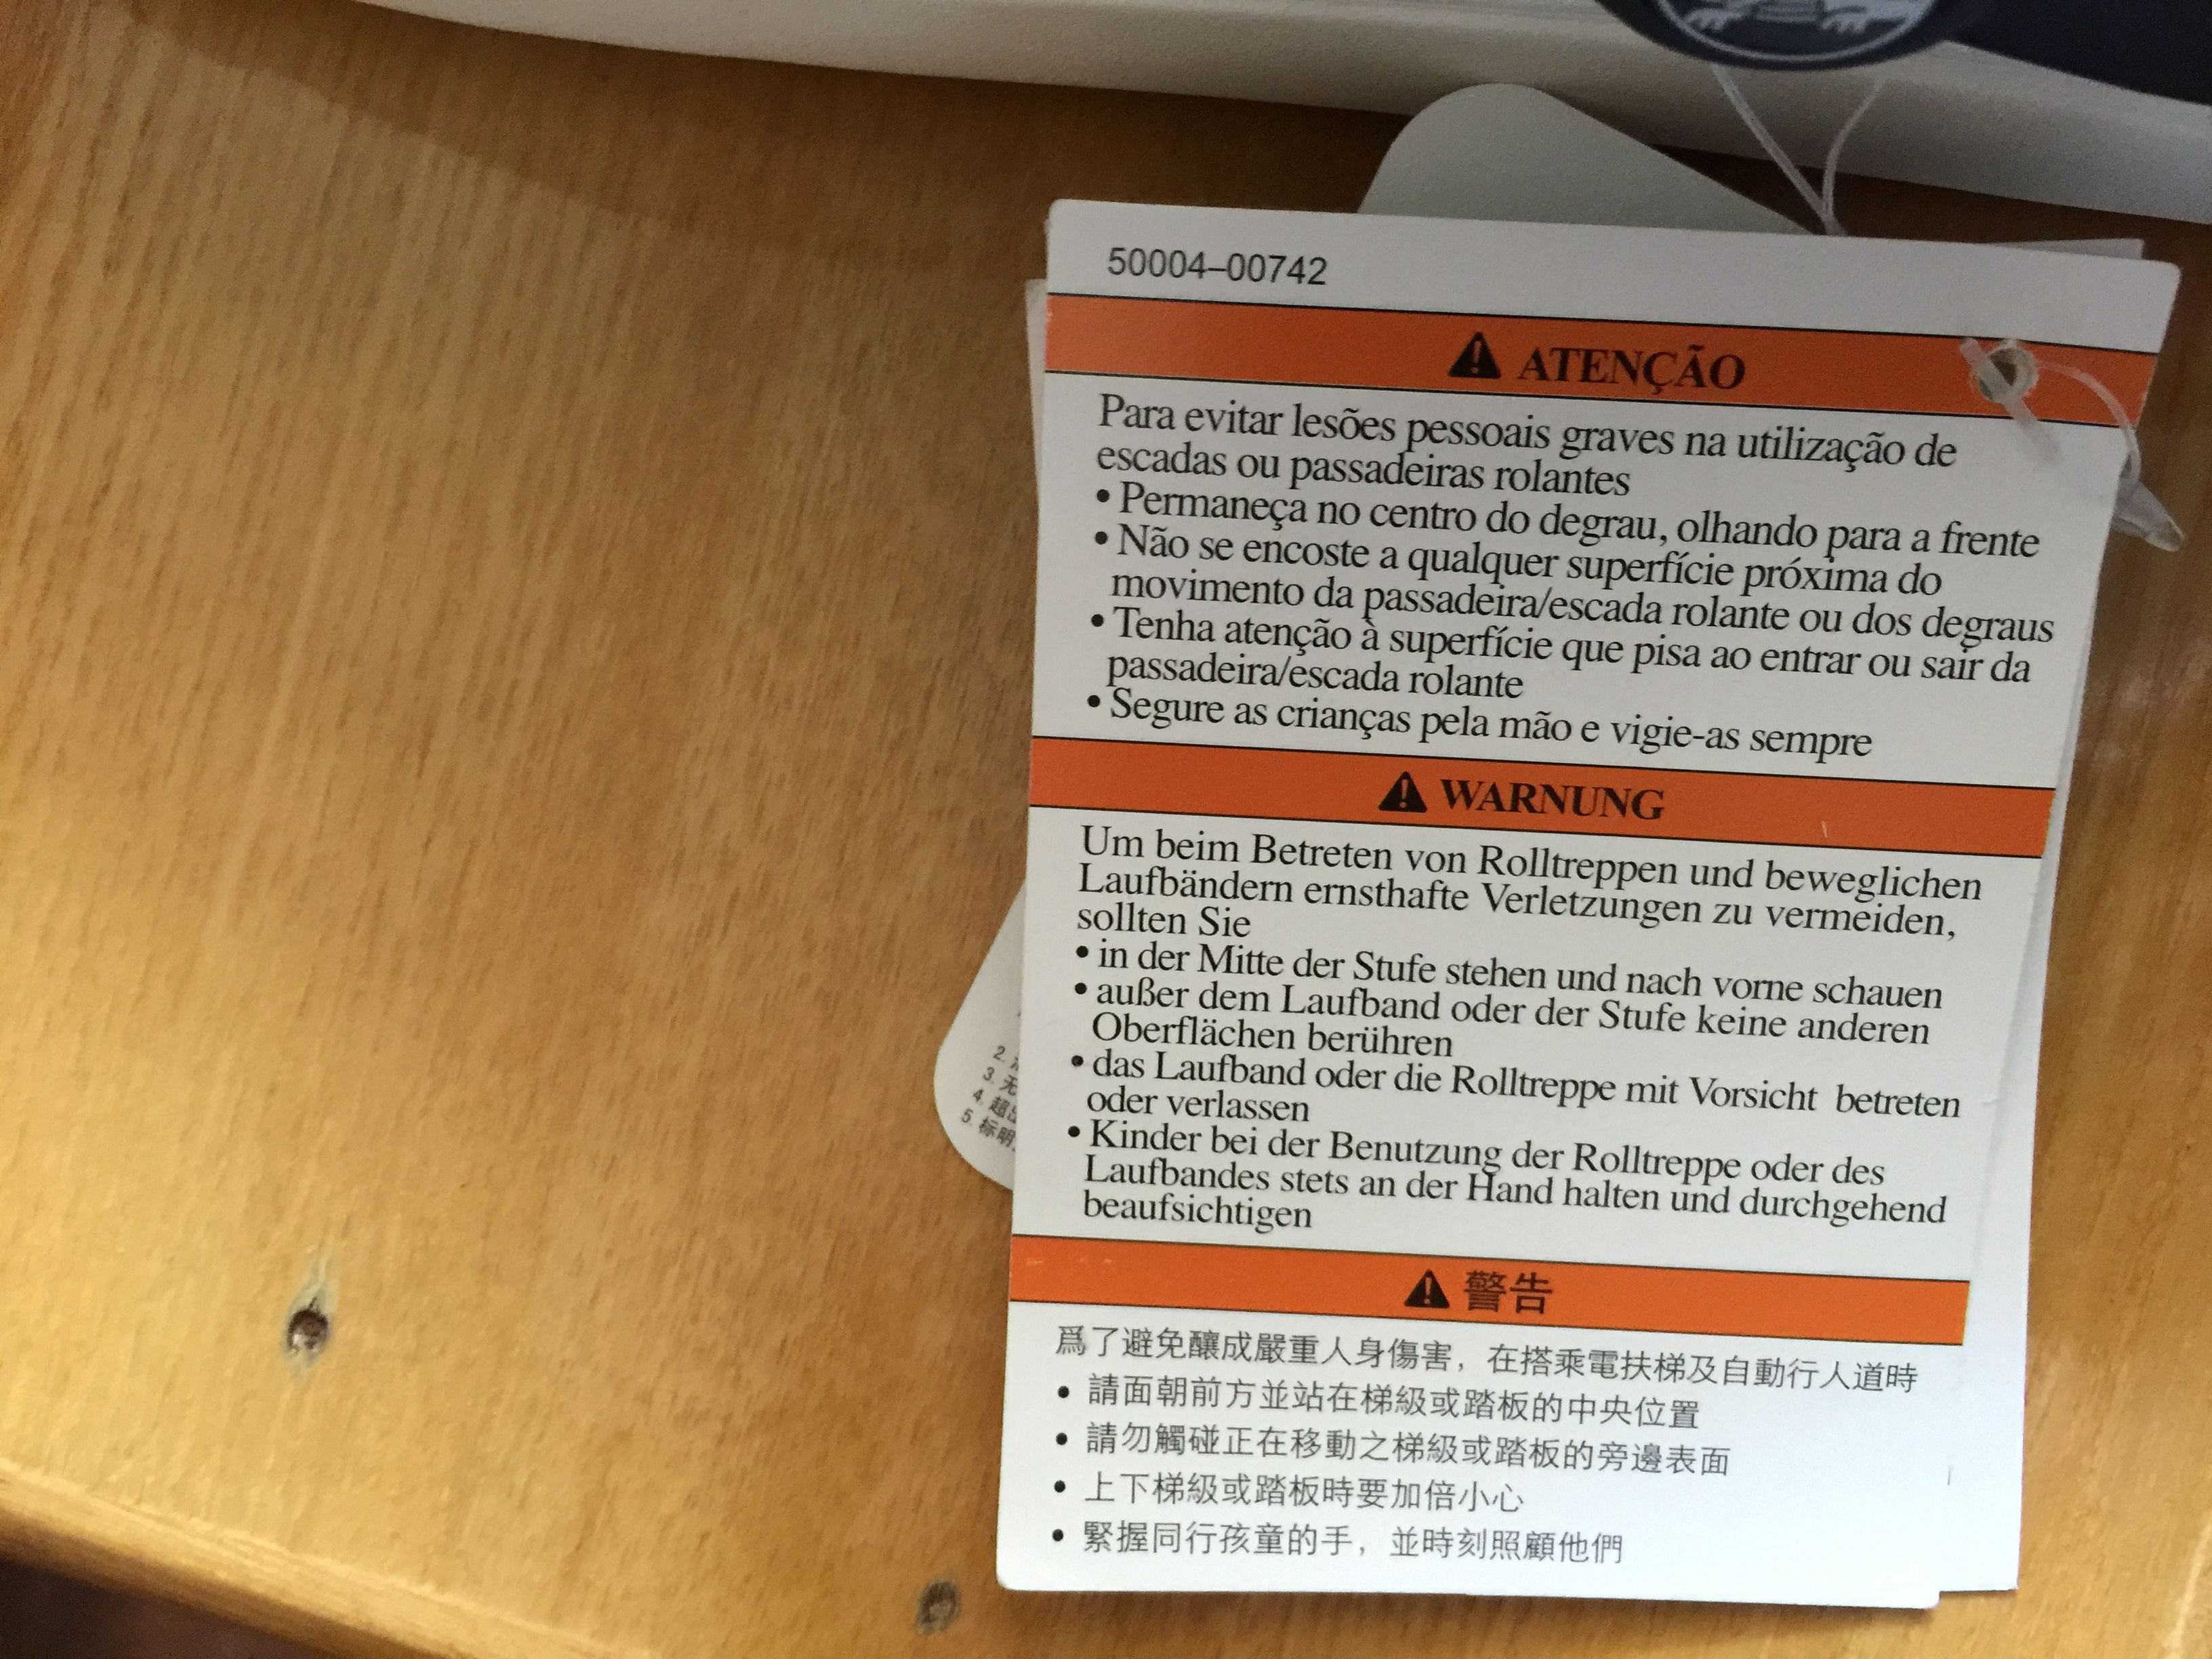 50004–00742
ATENÇÃO
Para evitar lesões pessoais graves na utilização de
escadas ou passadeiras rolantes
• Permaneça no centro do degrau, olhando para a frente
• Não se encoste a qualquer superfície próxima do
movimento da passadeira/escada rolante ou dos degraus
• Tenha atenção à superfície que pisa ao entrar ou sair da
passadeira/escada rolante
• Segure as crianças pela mão e vigie-as sempre
WARNUNG
Um beim Betreten von Rolltreppen und beweglichen
Laufbändern ernsthafte Verletzungen zu vermeiden,
sollten Sie
• in der Mitte der Stufe stehen und nach vorne schauen
• außer dem Laufband oder der Stufe keine anderen
Oberflächen berühren
• das Laufband oder die Rolltreppe mit Vorsicht betreten
oder verlassen
• Kinder bei der Benutzung der Rolltreppe oder des
Laufbandes stets an der Hand halten und durchgehend
beaufsichtigen
警告
爲了避免釀成嚴重人身傷害，在搭乘電扶梯及自動行人道時
• 請面朝前方並站在梯級或踏板的中央位置
• 請勿觸碰正在移動之梯級或踏板的旁邊表面
• 上下梯級或踏板時要加倍小心
• 緊握同行孩童的手，並時刻照顧他們
2.
3. 无
4. 超出
5. 标明